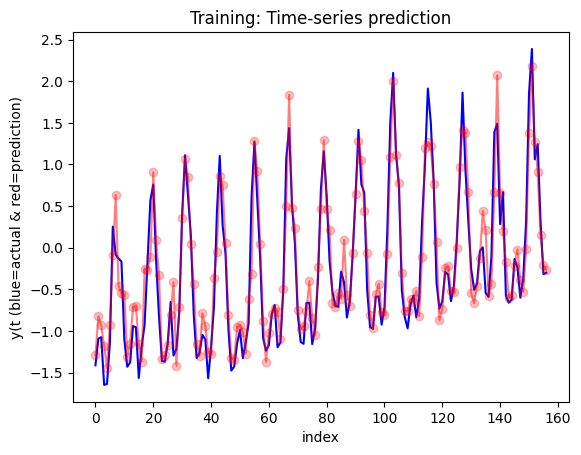 Training: Time-series prediction
y(t (blue=actual & red=prediction)
2.5
2.0
1.5
1.0
0.5
0.0
−0.5
−1.0
−1.5
0 20 40 60 80 100 120 140 160
index